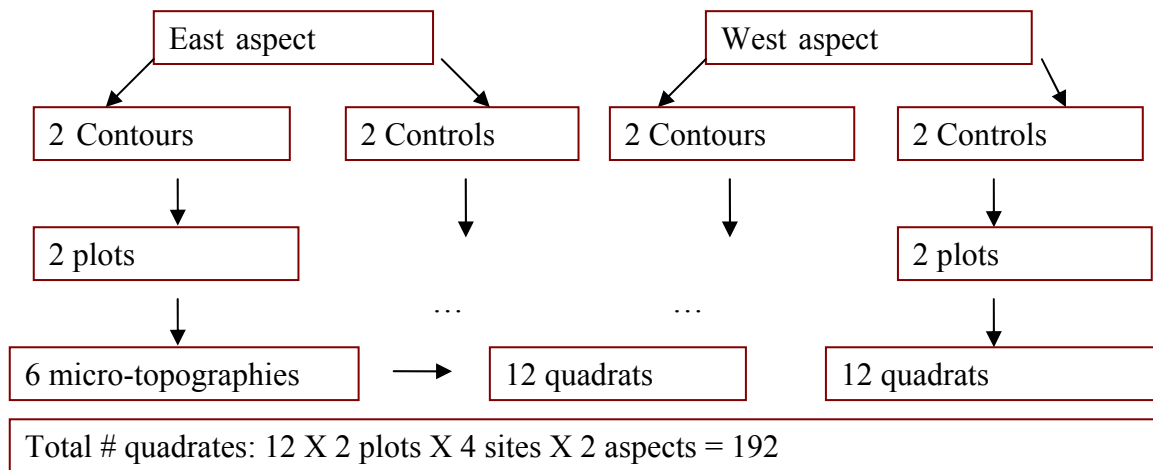 East aspect
West aspect
2 Contours
2 Controls
2 Contours
2 Controls
2 plots
2 plots
…
…
6 micro-topographies
12 quadrats
12 quadrats
Total # quadrates: 12 X 2 plots X 4 sites X 2 aspects = 192